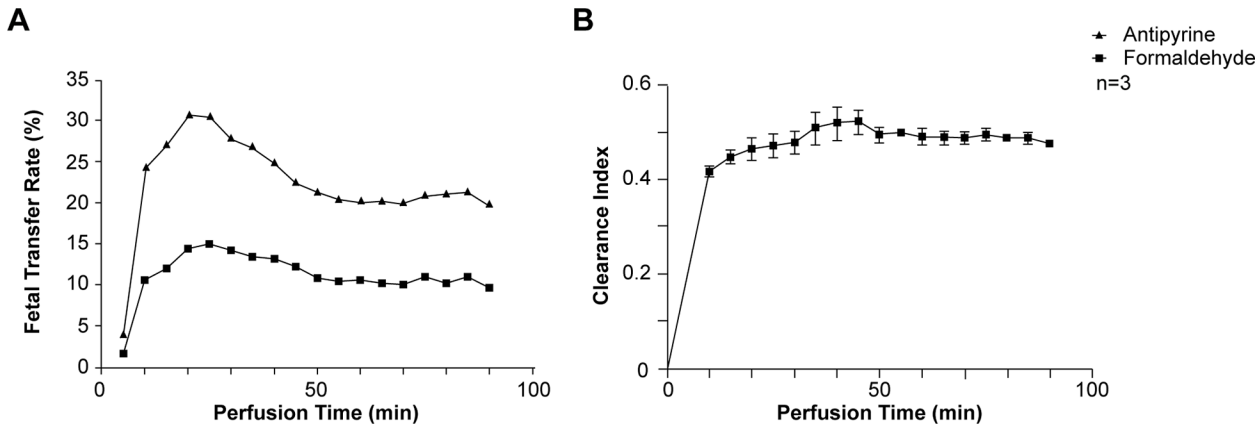 A
Fetal Transfer Rate (%)
35
30
25
20
15
10
5
0
0 50 100
Perfusion Time (min)
B
Clearance Index
0.6
0.4
0.2
0
0 50 100
Perfusion Time (min)
Antipyrine
Formaldehyde
n=3